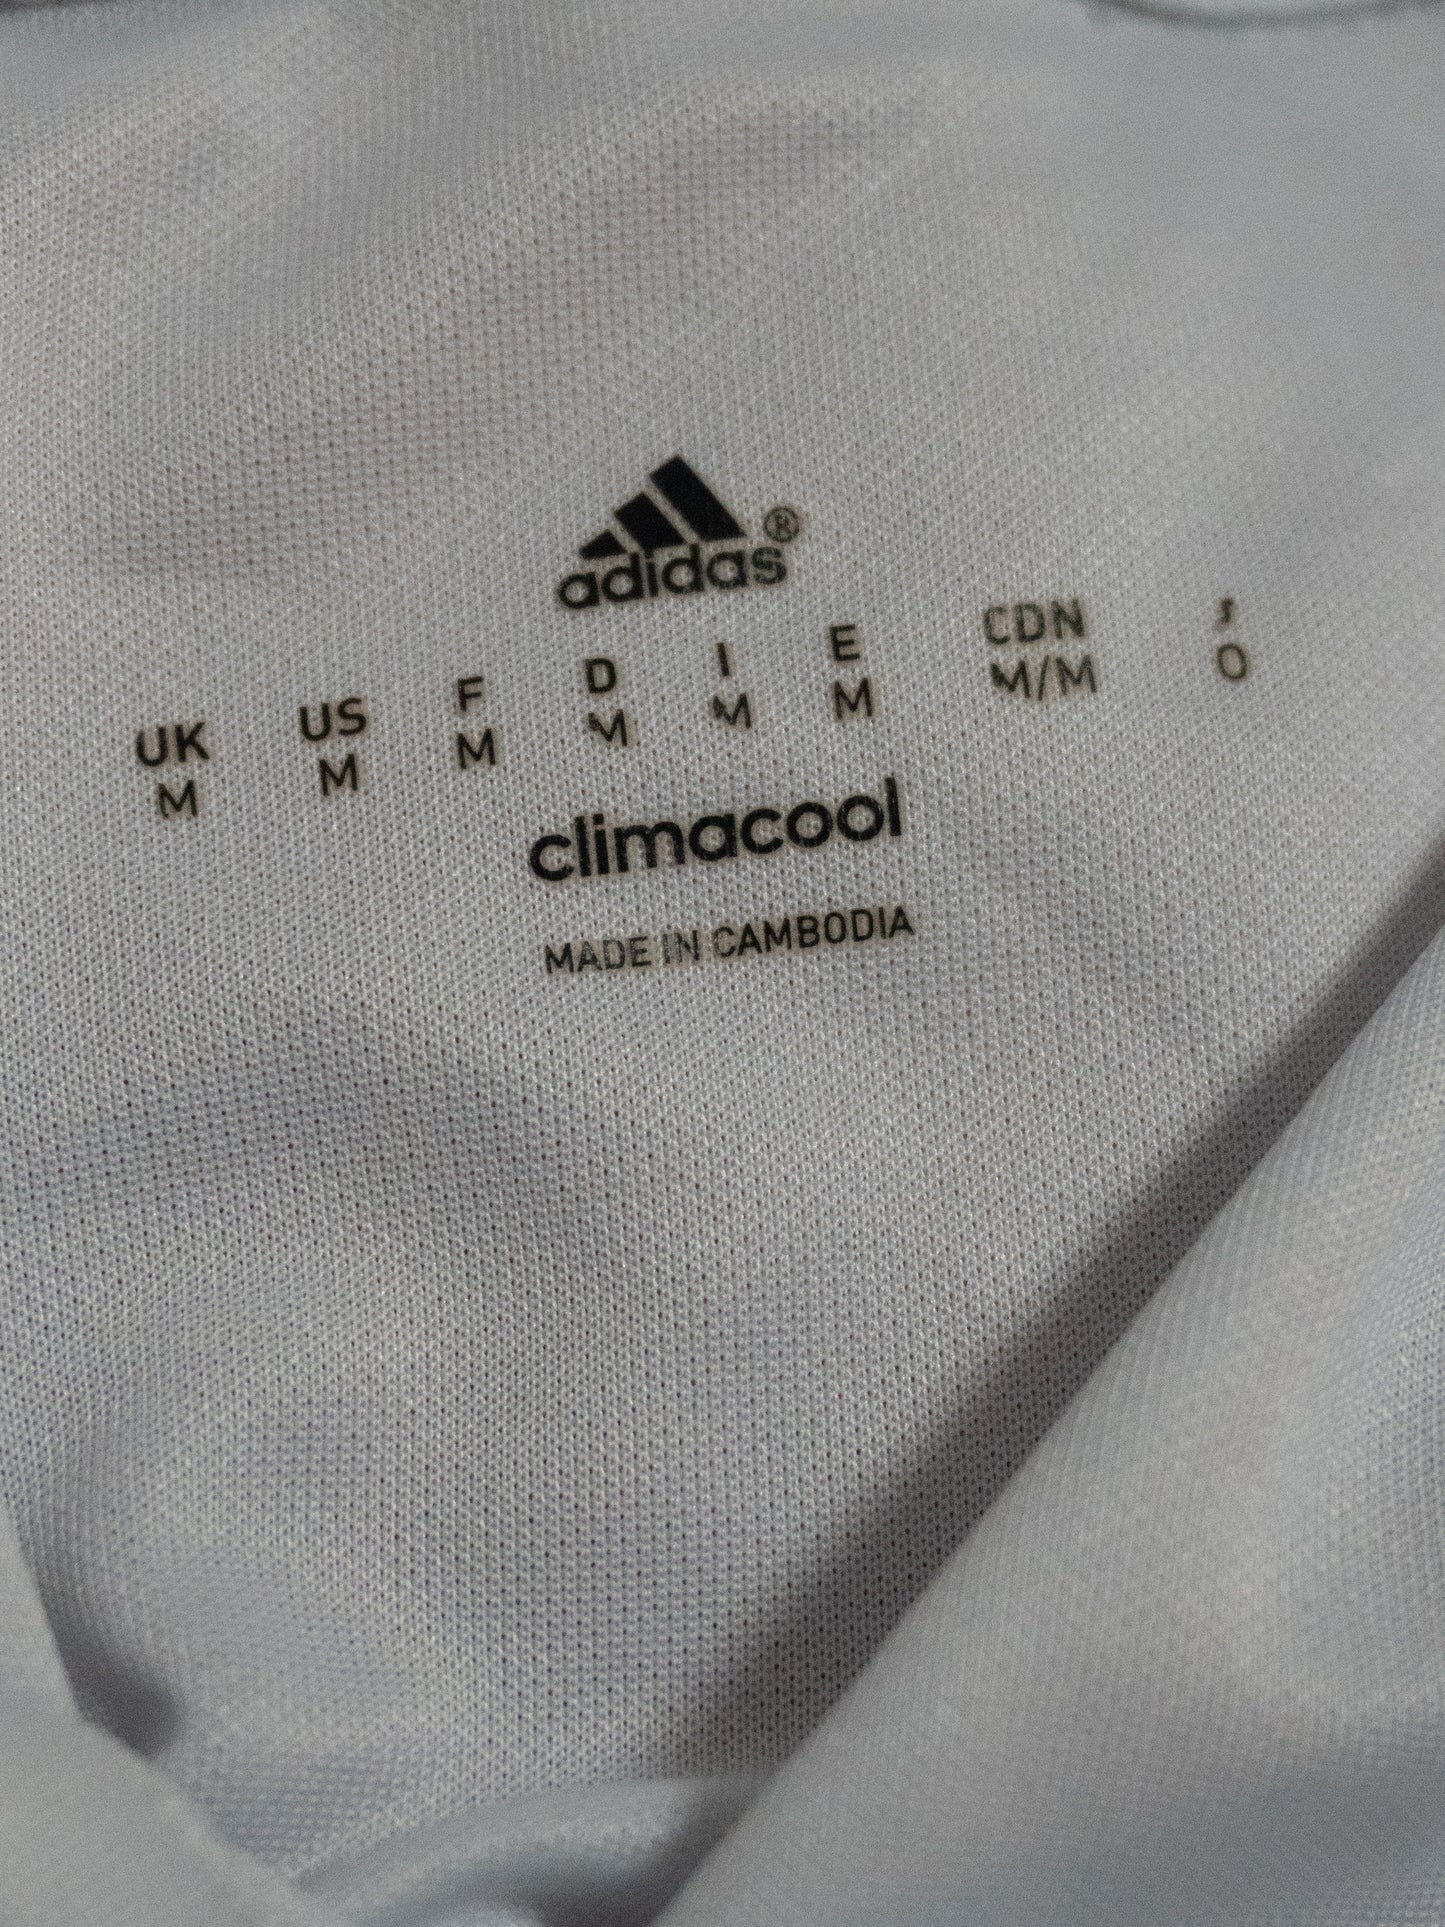 adidas®
UK US F D I E CDN J
M M M M M M M/M O
climacool
MADE IN CAMBODIA